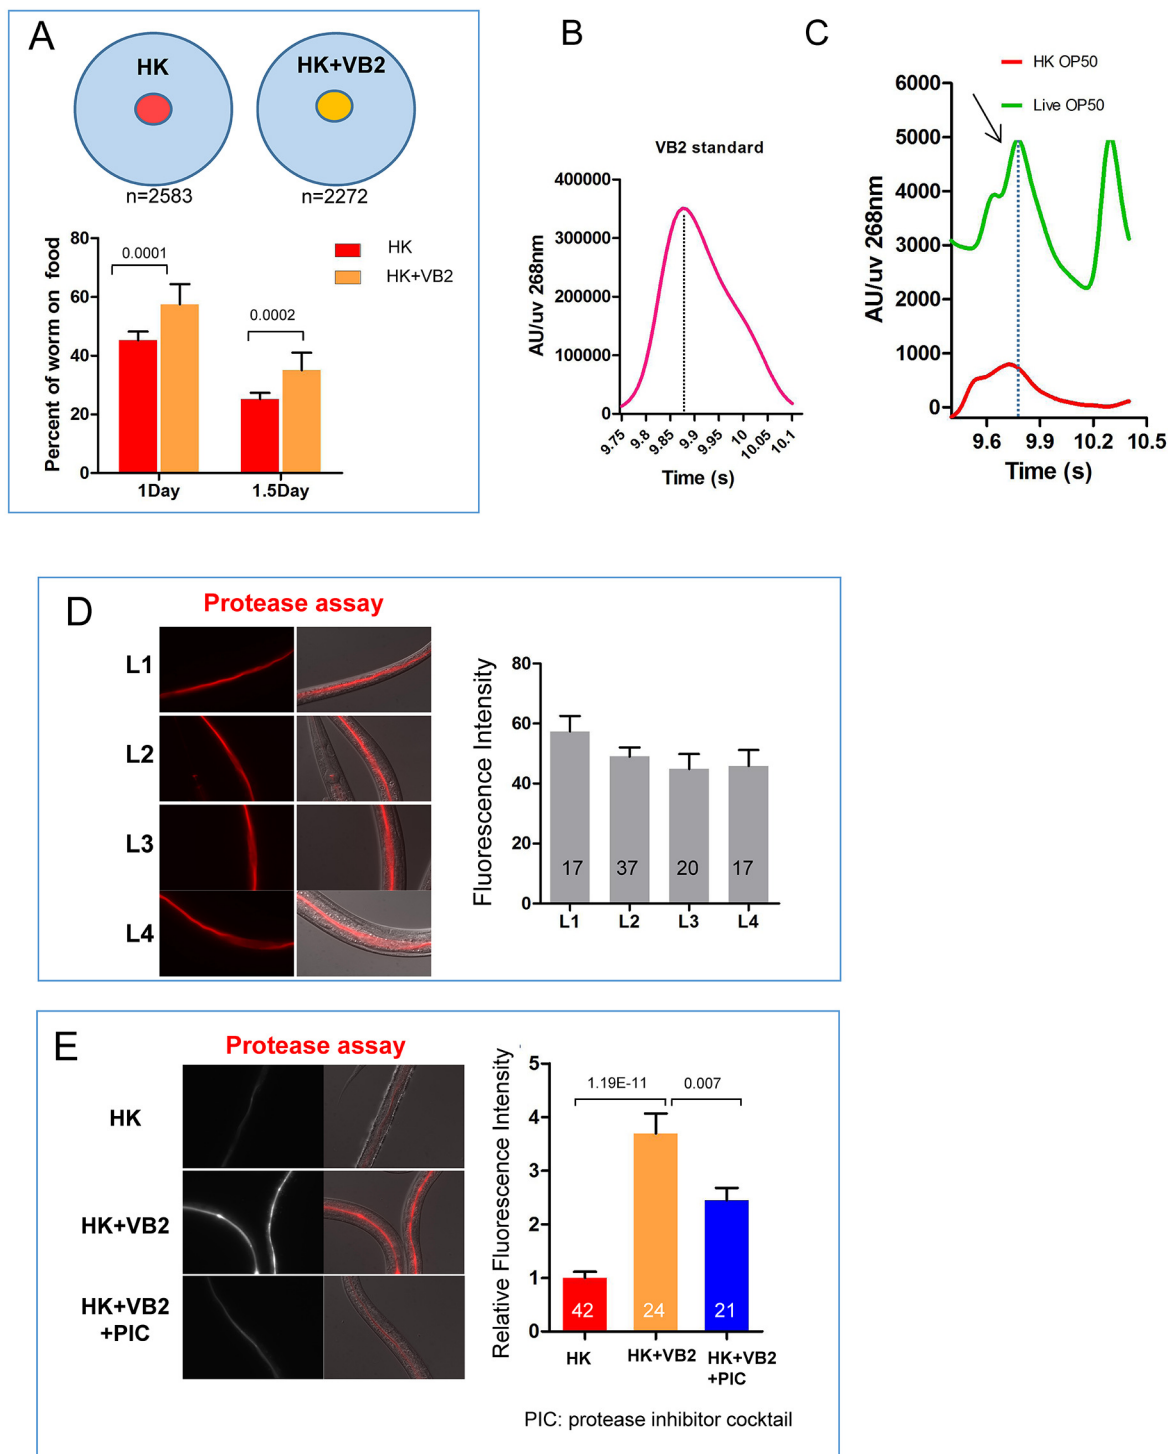 A
HK
HK+VB2
n=2583
n=2272
Percent of worm on food
80
60
40
20
0
0.0001
0.0002
HK
HK+VB2
1Day
1.5Day
B
VB2 standard
AU/uv 268nm
400000
300000
200000
100000
0
9.75
9.8
9.85
9.9
9.95
10
10.05
10.1
Time (s)
C
HK OP50
Live OP50
AU/uv 268nm
6000
5000
4000
3000
2000
1000
0
9.6
9.9
10.2
10.5
Time (s)
D
Protease assay
L1
L2
L3
L4
Fluorescence Intensity
80
60
40
20
0
17
37
20
17
L1
L2
L3
L4
E
Protease assay
HK
HK+VB2
HK+VB2
+PIC
Relative Fluorescence Intensity
5
4
3
2
1
0
1.19E-11
0.007
42
24
21
HK
HK+VB2
HK+VB2
+PIC
PIC: protease inhibitor cocktail